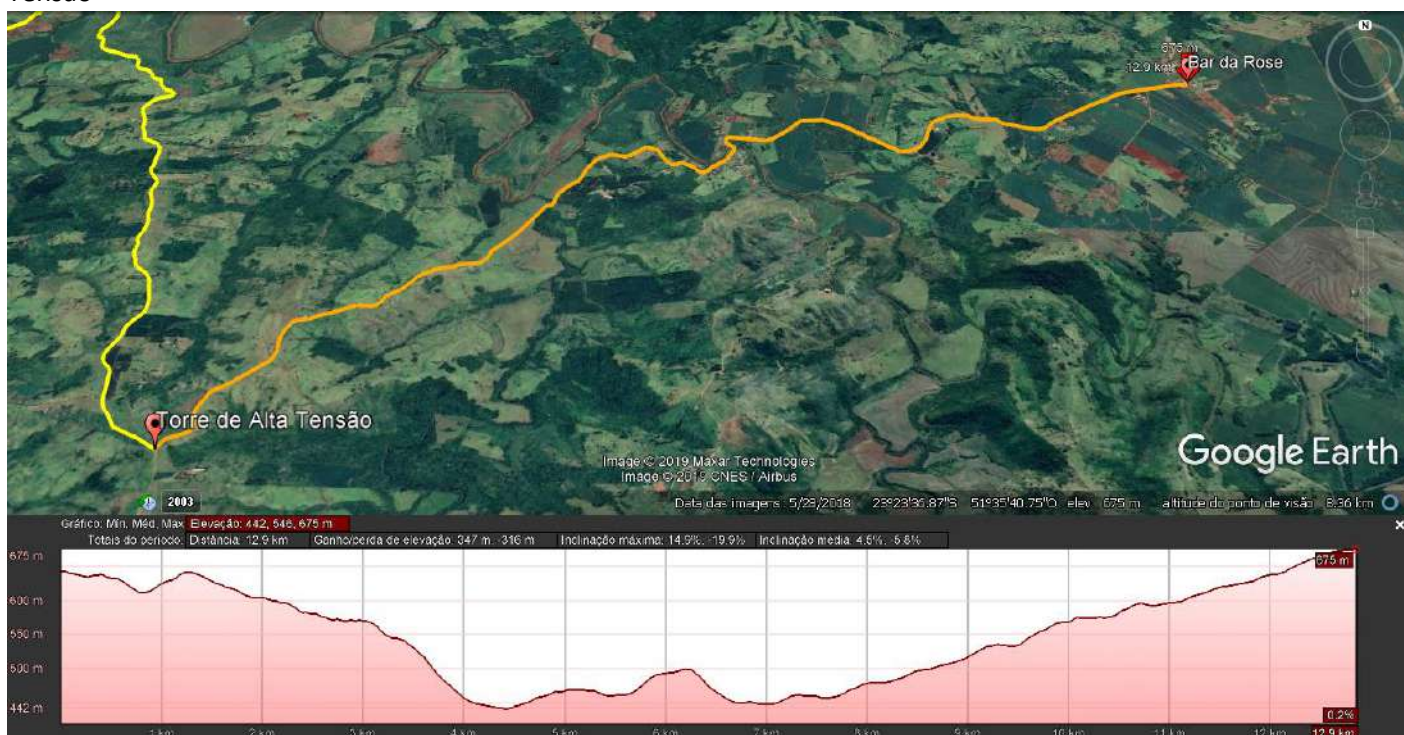 675 m
12.9 km
Bar da Rose
N
Torre de Alta Tensão
Google Earth
Image © 2019 Maxar Technologies
Image © 2019 CNES / Airbus
2003
Data das imagens: 5/28/2018 23°23'36.87"S 51°35'40.75"O elev 675 m altitude do ponto de visão 8.36 km
Gráfico: Mín, Méd, Máx Elevação: 442, 546, 675 m
Totais do período: Distância: 12.9 km Ganho/perda de elevação: 347 m, -316 m Inclinação máxima: 14.9%, -19.9% Inclinação média: 4.5%, -5.8%
675 m
675 m
600 m
550 m
500 m
442 m
0.2%
1 km 2 km 3 km 4 km 5 km 6 km 7 km 8 km 9 km 10 km 11 km 12 km 12.9 km